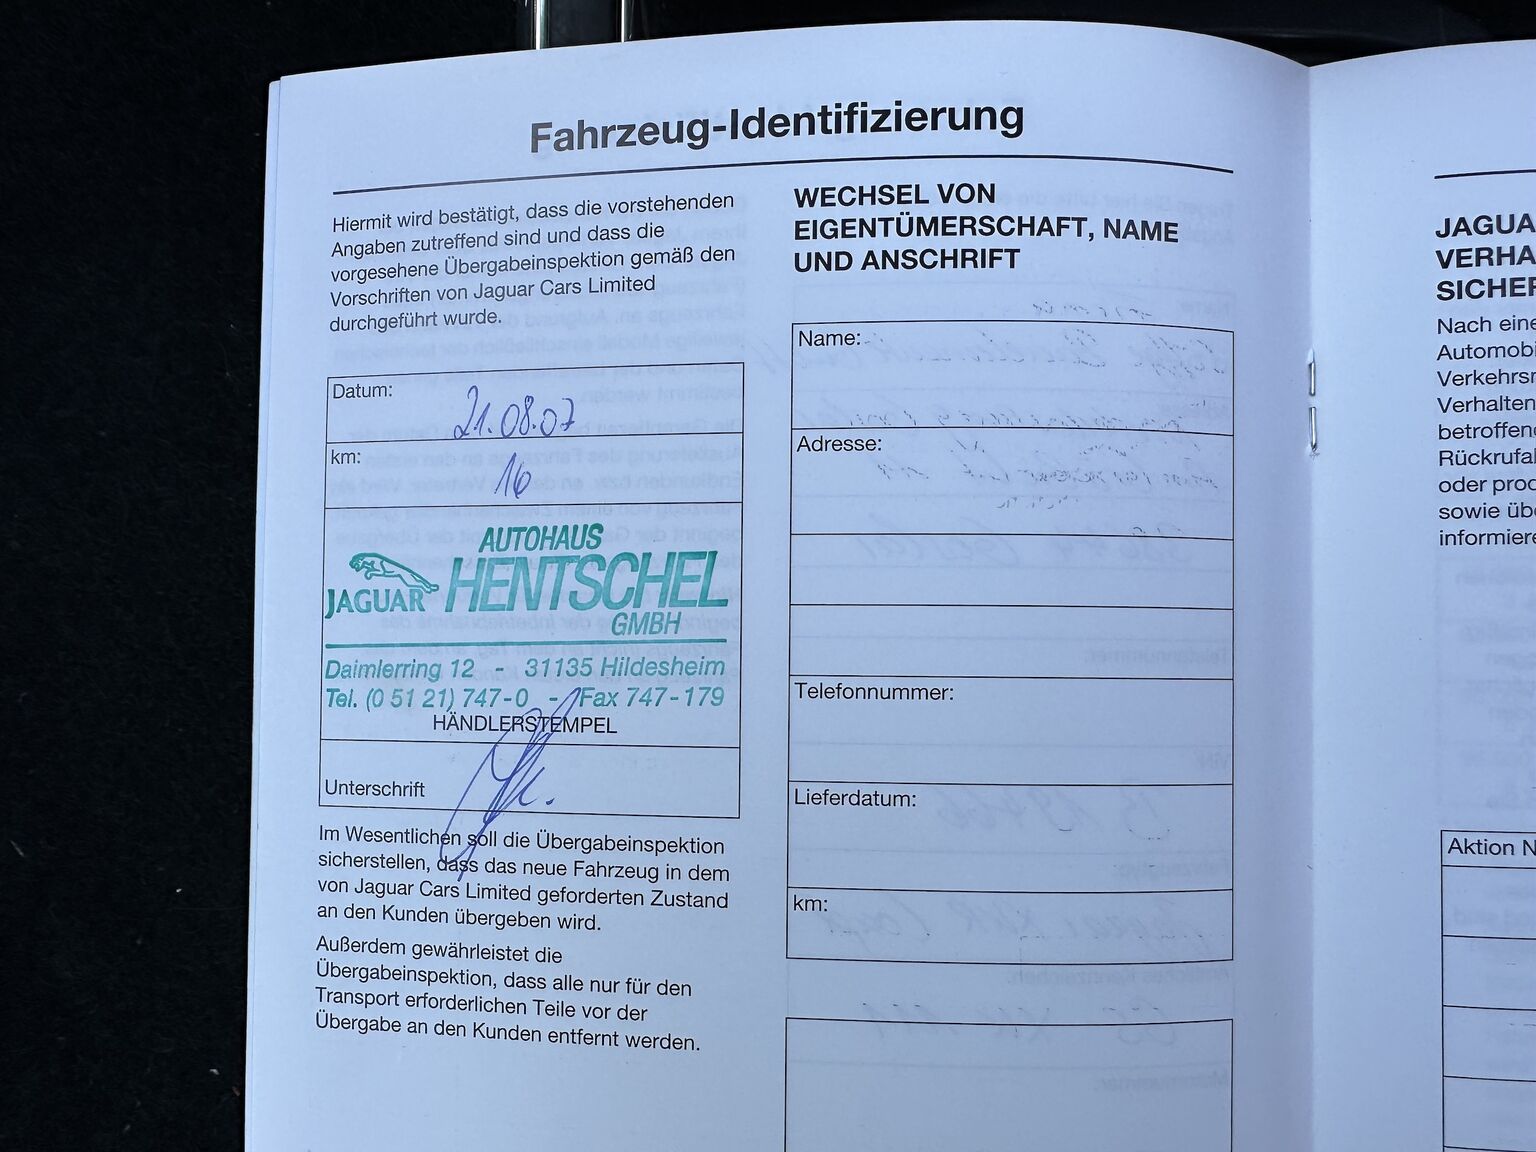 Fahrzeug-Identifizierung
Hiermit wird bestätigt, dass die vorstehenden
Angaben zutreffend sind und dass die
vorgesehene Übergabeinspektion gemäß den
Vorschriften von Jaguar Cars Limited
durchgeführt wurde.
Datum:
21.08.07
km:
16
AUTOHAUS
JAGUAR HENTSCHEL
GMBH
Daimlerring 12 - 31135 Hildesheim
Tel. (0 51 21) 747-0 - Fax 747-179
HÄNDLERSTEMPEL
Unterschrift
Im Wesentlichen soll die Übergabeinspektion
sicherstellen, dass das neue Fahrzeug in dem
von Jaguar Cars Limited geforderten Zustand
an den Kunden übergeben wird.
Außerdem gewährleistet die
Übergabeinspektion, dass alle nur für den
Transport erforderlichen Teile vor der
Übergabe an den Kunden entfernt werden.
WECHSEL VON
EIGENTÜMERSCHAFT, NAME
UND ANSCHRIFT
Name:
Adresse:
Telefonnummer:
Lieferdatum:
km:
JAGUA
VERHA
SICHER
Nach eine
Automobi
Verkehrsr
Verhalten
betroffene
Rückrufal
oder prod
sowie übe
informiere
Aktion N